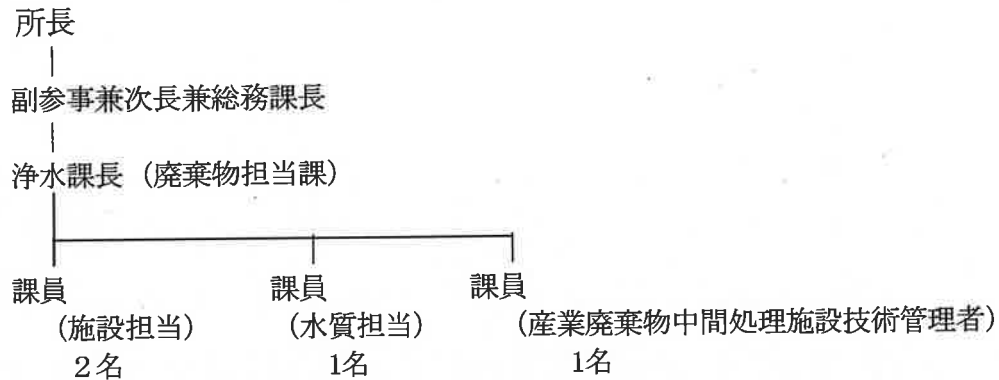 所長
副参事兼次長兼総務課長
浄水課長（廃棄物担当課）
課員 課員 課員
（施設担当） （水質担当） （産業廃棄物中間処理施設技術管理者）
２名 1名 1名